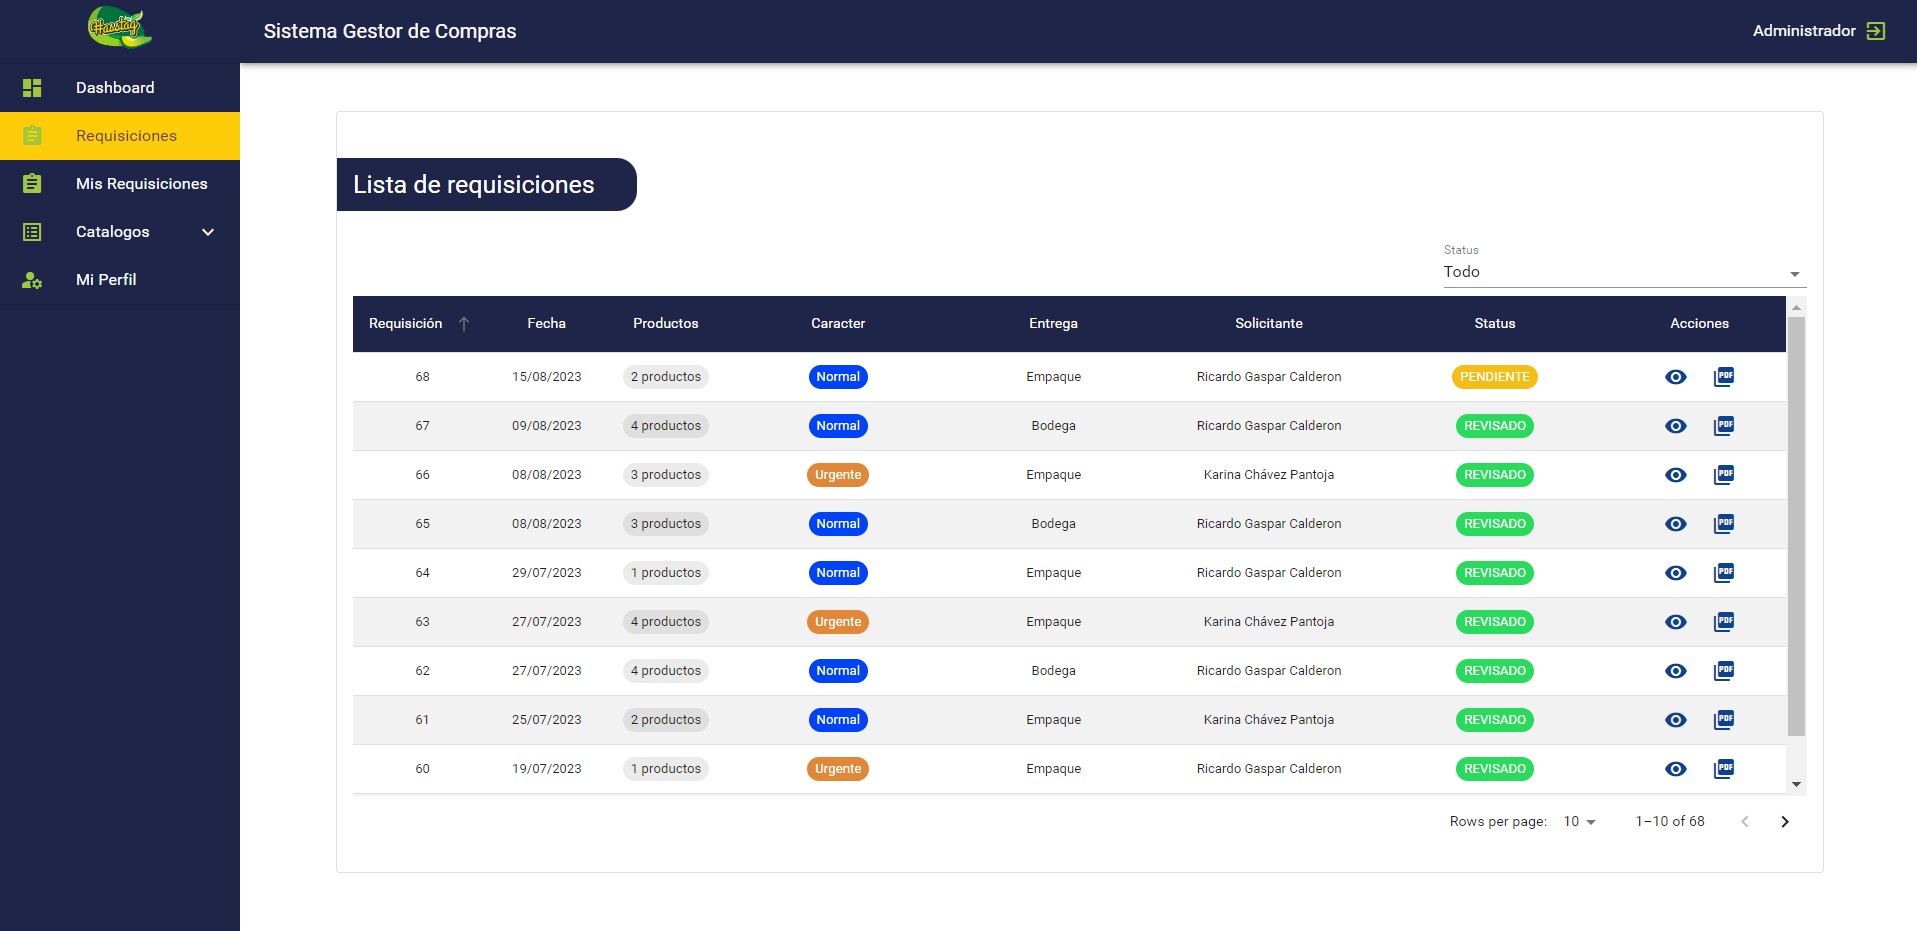 Hasstag
Sistema Gestor de Compras
Administrador
Dashboard
Requisiciones
Mis Requisiciones
Catalogos
Mi Perfil
Lista de requisiciones
Status
Todo
Requisición Fecha Productos Caracter Entrega Solicitante Status Acciones
68 15/08/2023 2 productos Normal Empaque Ricardo Gaspar Calderon PENDIENTE PDF
67 09/08/2023 4 productos Normal Bodega Ricardo Gaspar Calderon REVISADO PDF
66 08/08/2023 3 productos Urgente Empaque Karina Chávez Pantoja REVISADO PDF
65 08/08/2023 3 productos Normal Bodega Ricardo Gaspar Calderon REVISADO PDF
64 29/07/2023 1 productos Normal Empaque Ricardo Gaspar Calderon REVISADO PDF
63 27/07/2023 4 productos Urgente Empaque Karina Chávez Pantoja REVISADO PDF
62 27/07/2023 4 productos Normal Bodega Ricardo Gaspar Calderon REVISADO PDF
61 25/07/2023 2 productos Normal Empaque Karina Chávez Pantoja REVISADO PDF
60 19/07/2023 1 productos Urgente Empaque Ricardo Gaspar Calderon REVISADO PDF
Rows per page: 10 1–10 of 68